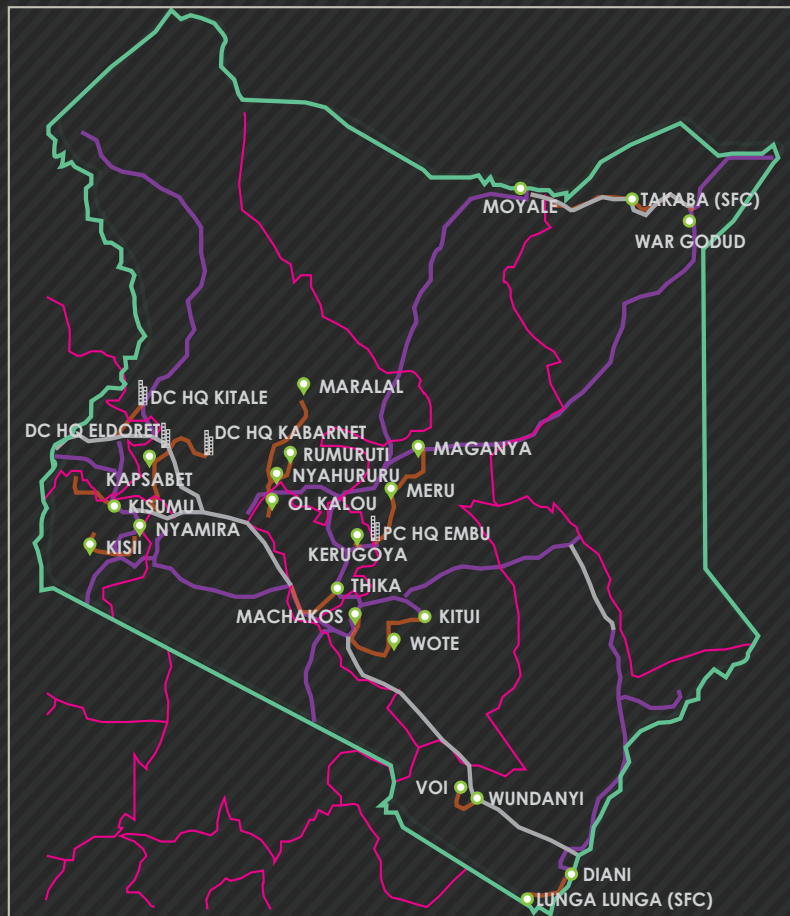 MOYALE
TAKABA (SFC)
WAR GODUD
MARALAL
DC HQ KITALE
DC HQ ELDORET
DC HQ KABARNET
MAGANYA
RUMURUTI
KAPSABET
NYAHURURU
MERU
OL KALOU
KISUMU
NYAMIRA
PC HQ EMBU
KISII
KERUGOYA
THIKA
MACHAKOS
KITUI
WOTE
VOI
WUNDANYI
DIANI
LUNGA LUNGA (SFC)